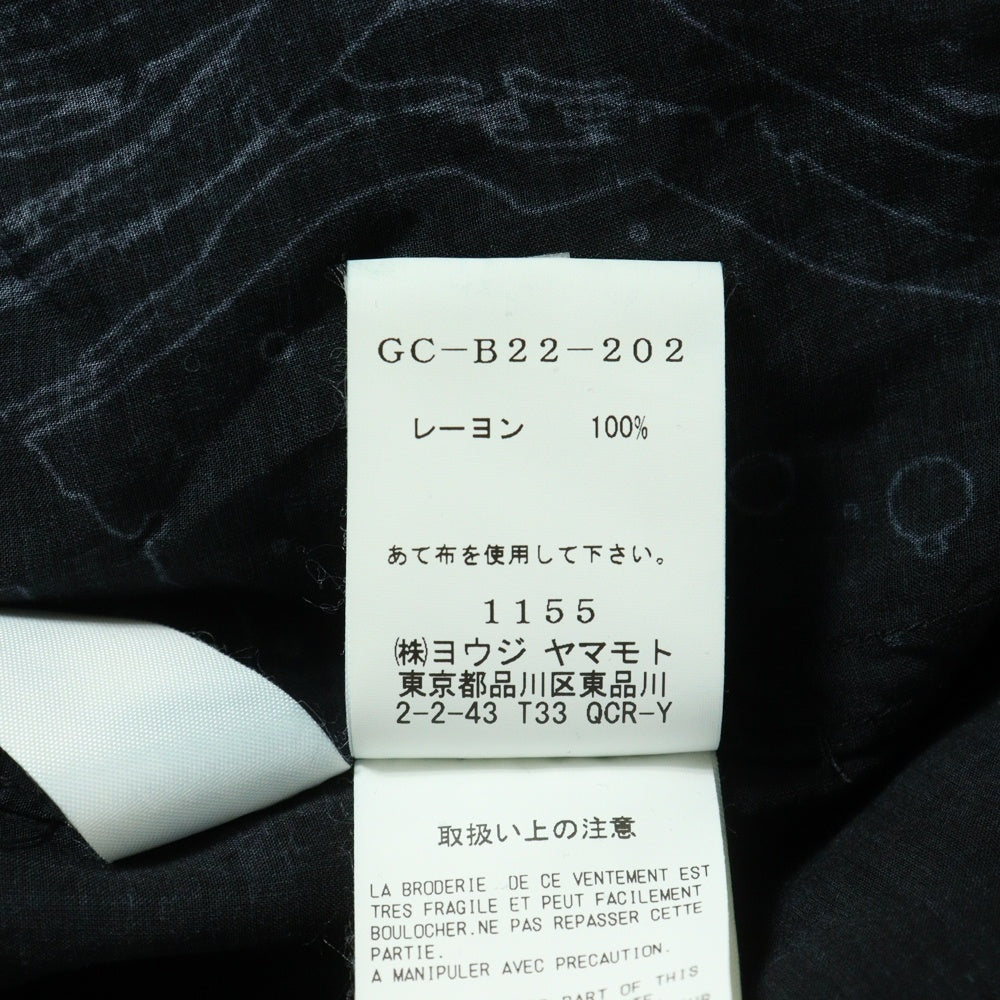 GC-B22-202
レーヨン 100%
あて布を使用して下さい。
1155
㈱ヨウジ ヤマモト
東京都品川区東品川
2-2-43 T33 QCR-Y
取扱い上の注意
LA BRODERIE DE CE VENTEMENT EST
TRES FRAGILE ET PEUT FACILEMENT
BOULOCHER.NE PAS REPASSER CETTE
PARTIE.
A MANIPULER AVEC PRECAUTION.
PART OF THIS